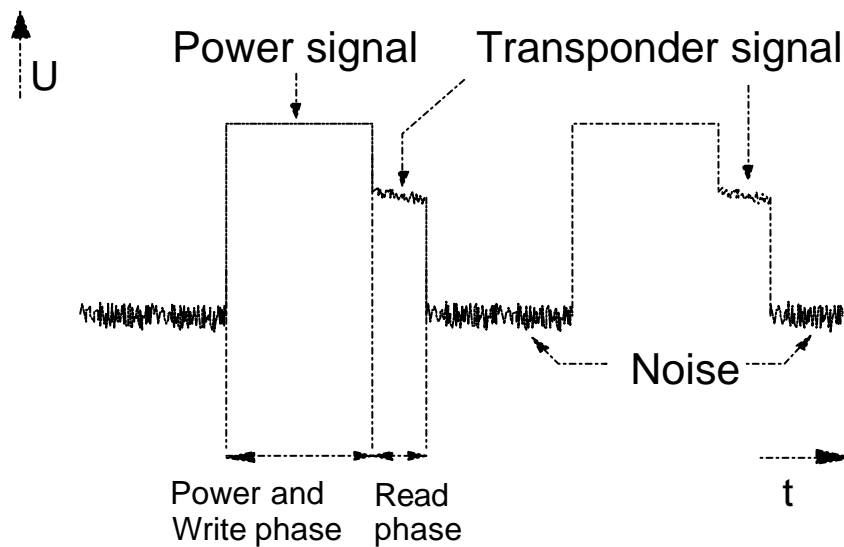 Power signal
Transponder signal
U
Noise
t
Power and
Write phase
Read
phase